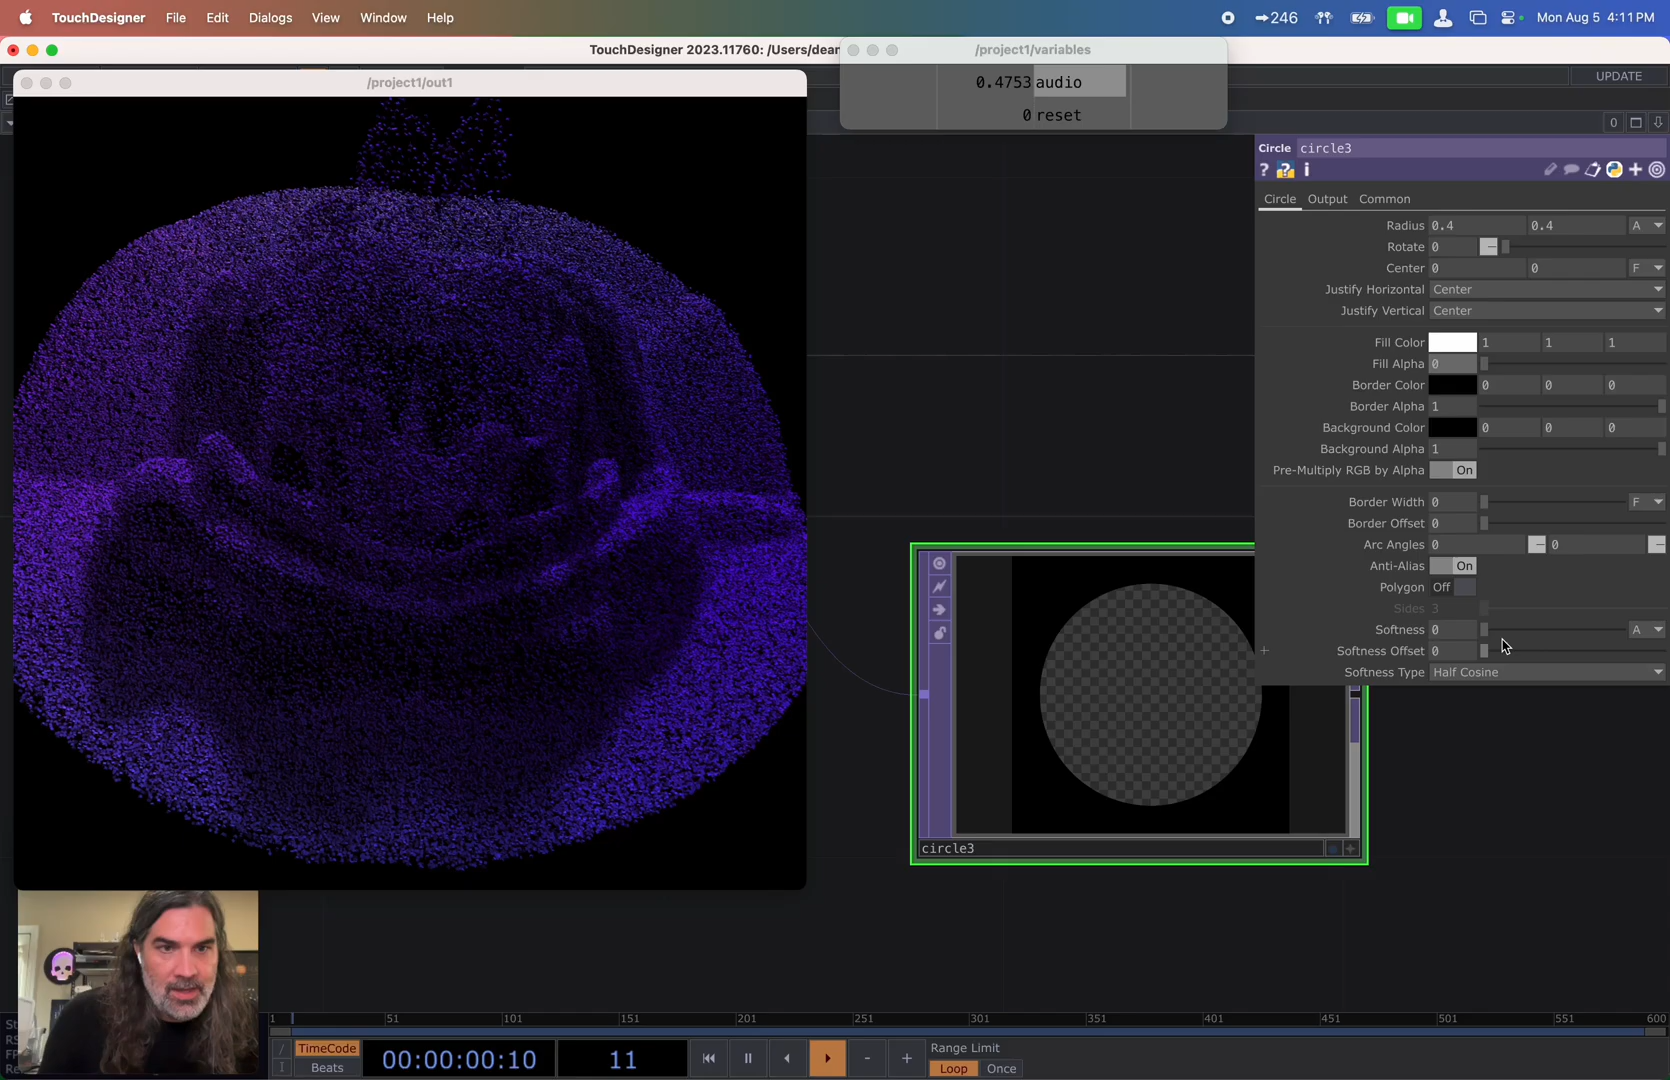 TouchDesigner File Edit Dialogs View Window Help
246 Mon Aug 5 4:11 PM
TouchDesigner 2023.11760: /Users/dear
/project1/out1
/project1/variables
0.4753 audio
0 reset
UPDATE
0
Circle circle3
? ? i
Circle Output Common
Radius 0.4 0.4 A
Rotate 0
Center 0 0 F
Justify Horizontal Center
Justify Vertical Center
Fill Color 1 1 1
Fill Alpha 0
Border Color 0 0 0
Border Alpha 1
Background Color 0 0 0
Background Alpha 1
Pre-Multiply RGB by Alpha On
Border Width 0 F
Border Offset 0
Arc Angles 0 0
Anti-Alias On
Polygon Off
Sides 3
Softness 0 A
Softness Offset 0
Softness Type Half Cosine
circle3
1 51 101 151 201 251 301 351 401 451 501 551 600
TimeCode
Beats
00:00:00:10
11
- +
Range Limit
Loop Once